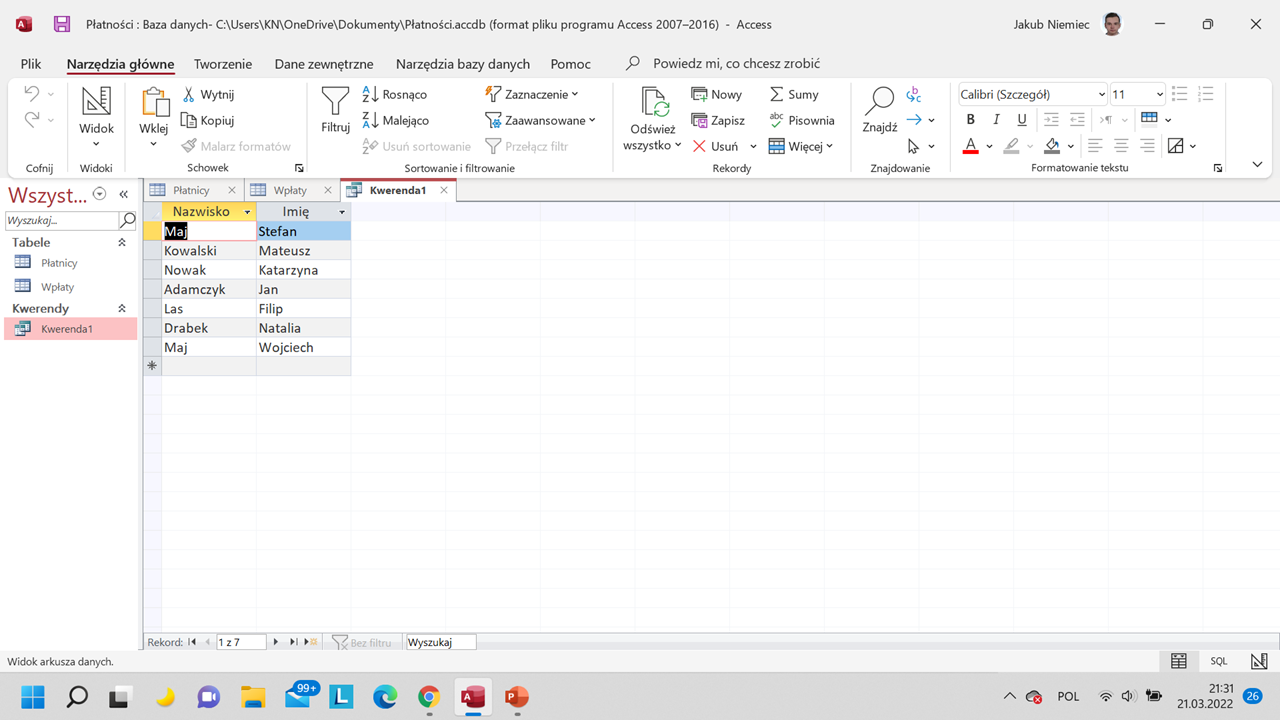 Płatności : Baza danych- C:\Users\KN\OneDrive\Dokumenty\Płatności.accdb (format pliku programu Access 2007–2016) - Access
Jakub Niemiec
Plik
Narzędzia główne
Tworzenie
Dane zewnętrzne
Narzędzia bazy danych
Pomoc
Powiedz mi, co chcesz zrobić
Cofnij
Widok
Widoki
Wklej
Wytnij
Kopiuj
Malarz formatów
Schowek
Filtruj
Rosnąco
Malejąco
Usuń sortowanie
Zaznaczenie
Zaawansowane
Przełącz filtr
Sortowanie i filtrowanie
Odśwież
wszystko
Nowy
Zapisz
Usuń
Sumy
Pisownia
Więcej
Rekordy
Znajdź
Znajdowanie
Calibri (Szczegół)
11
B I U
Formatowanie tekstu
Wszyst...
Wyszukaj...
Tabele
Płatnicy
Wpłaty
Kwerendy
Kwerenda1
Płatnicy
Wpłaty
Kwerenda1
Nazwisko Imię
Maj Stefan
Kowalski Mateusz
Nowak Katarzyna
Adamczyk Jan
Las Filip
Drabek Natalia
Maj Wojciech
Rekord:
1 z 7
Bez filtru
Wyszukaj
Widok arkusza danych.
SQL
99+
POL
21:31
21.03.2022
26